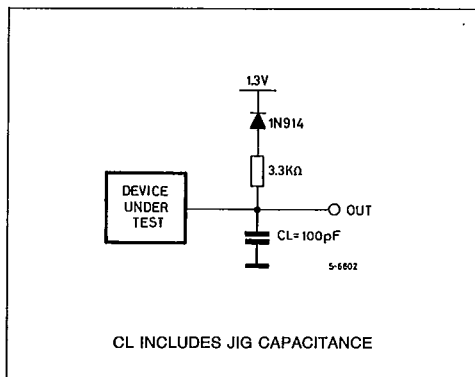 1.3V
1N914
3.3KΩ
DEVICE
UNDER
TEST
OUT
CL=100pF
5-6602
CL INCLUDES JIG CAPACITANCE